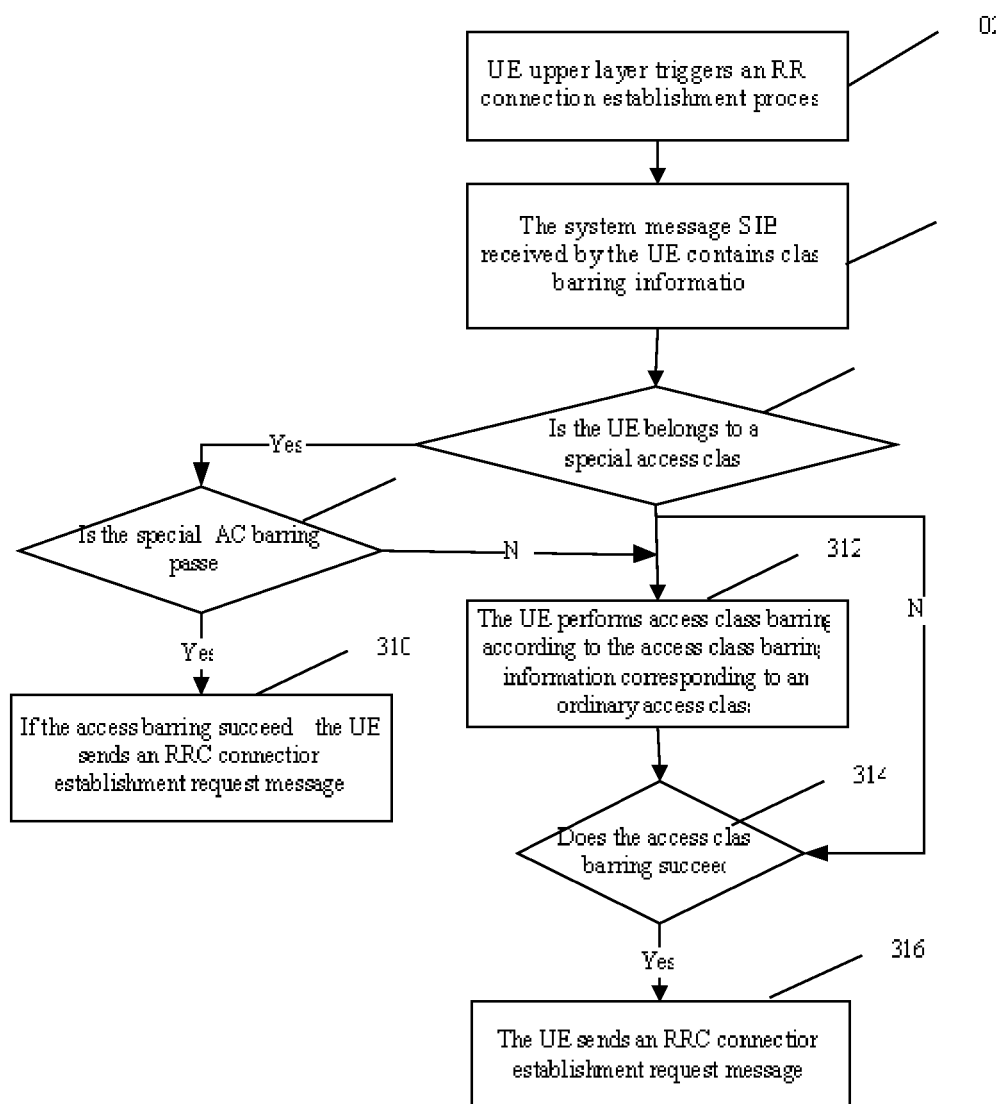 02
UE upper layer triggers an RR
connection establishment proces
The system message SIB
received by the UE contains clas
barring informatio
Is the UE belongs to a
special access clas
Yes
Is the special AC barring
passe
N
312
The UE performs access class barring
according to the access class barring
information corresponding to an
ordinary access clas
N
Yes
310
If the access barring succeed the UE
sends an RRC connection
establishment request message
314
Does the access clas
barring succeed
Yes
316
The UE sends an RRC connection
establishment request message